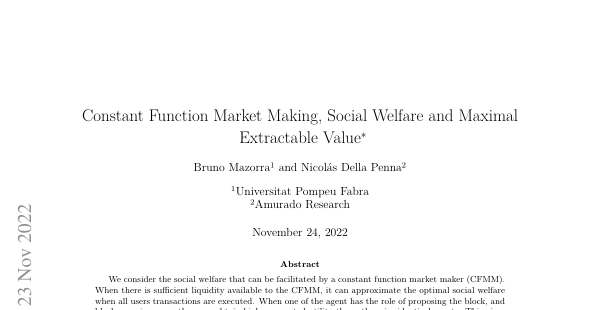 Constant Function Market Making, Social Welfare and Maximal
Extractable Value*
Bruno Mazorra¹ and Nicolás Della Penna²
¹Universitat Pompeu Fabra
²Amurado Research
November 24, 2022
23 Nov 2022
Abstract
We consider the social welfare that can be facilitated by a constant function market maker (CFMM).
When there is sufficient liquidity available to the CFMM, it can approximate the optimal social welfare
when all users transactions are executed. When one of the agent has the role of proposing the block, and